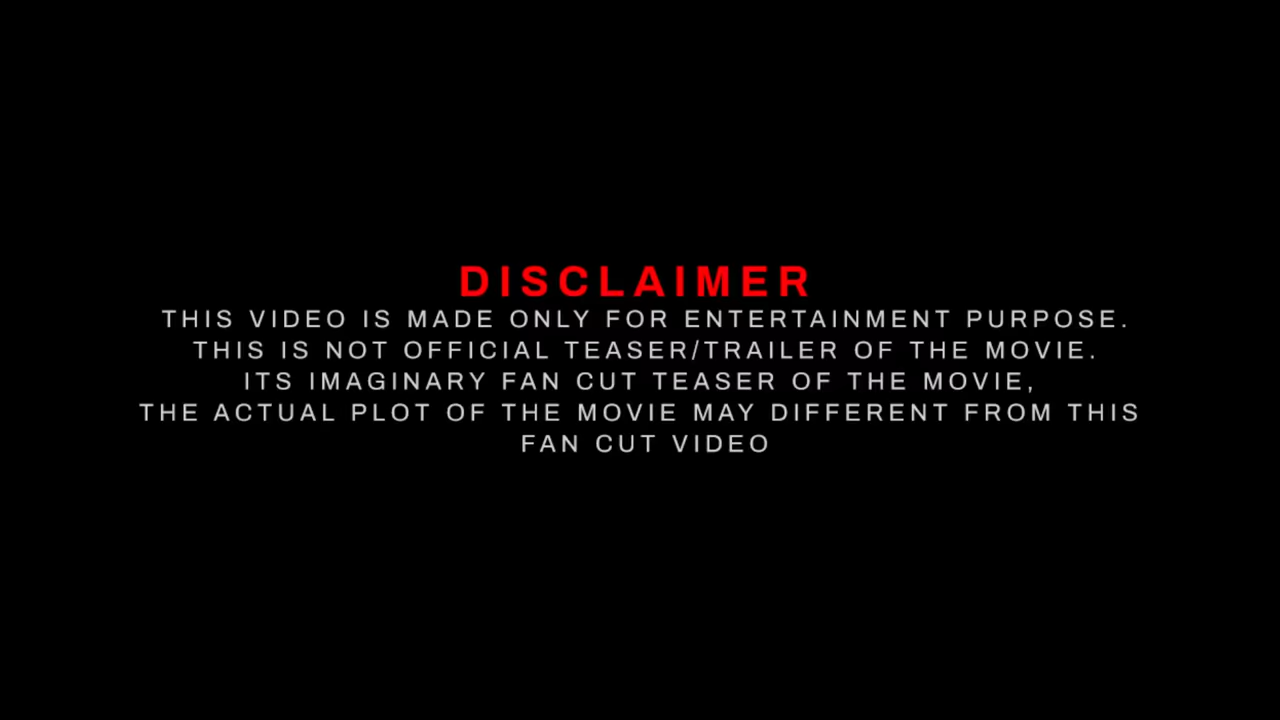 DISCLAIMER
THIS VIDEO IS MADE ONLY FOR ENTERTAINMENT PURPOSE.
THIS IS NOT OFFICIAL TEASER/TRAILER OF THE MOVIE.
ITS IMAGINARY FAN CUT TEASER OF THE MOVIE,
THE ACTUAL PLOT OF THE MOVIE MAY DIFFERENT FROM THIS
FAN CUT VIDEO